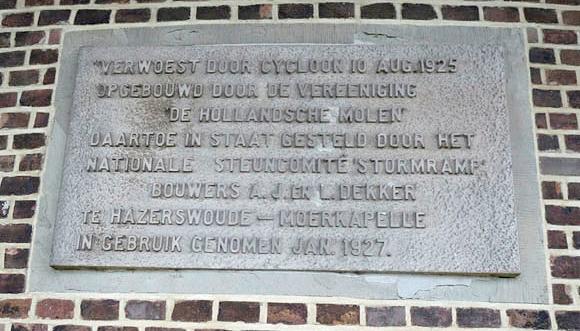 VERWOEST DOOR CYCLOON 10 AUG. 1925
OPGEBOUWD DOOR DE VEREENIGING
'DE HOLLANDSCHE MOLEN'
DAARTOE IN STAAT GESTELD DOOR HET
NATIONALE STEUNCOMITÉ 'STORMRAMP'.
BOUWERS A.J. EN L. DEKKER
TE HAZERSWOUDE — MOERKAPELLE
IN GEBRUIK GENOMEN JAN. 1927.